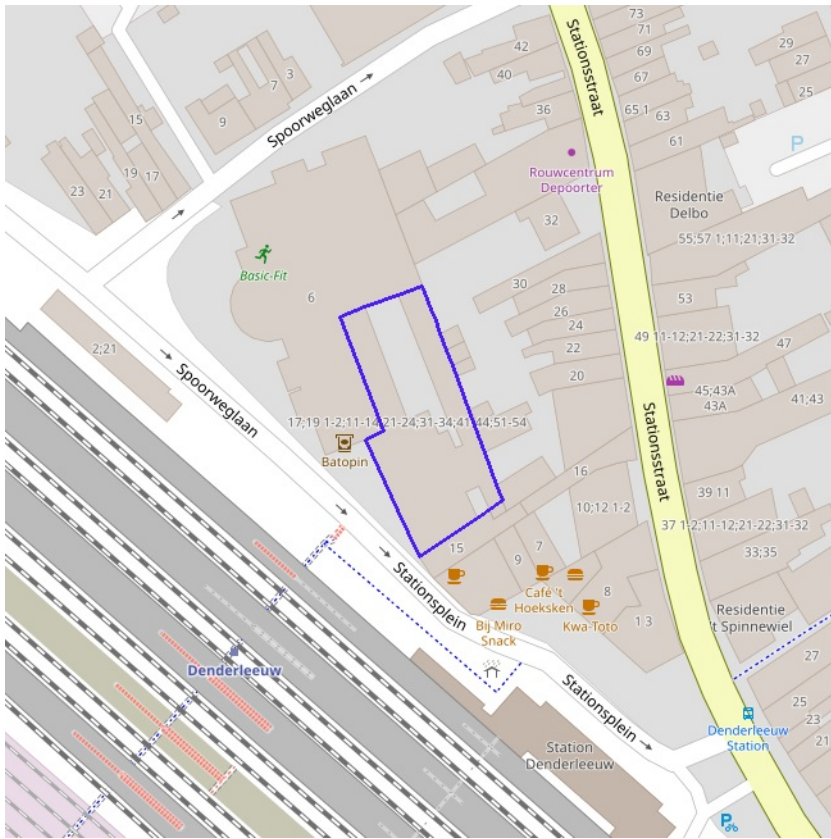 73
71
69
67
65 1
63
61
42
40
36
29
27
25
3
7
9
15
Spoorweglaan
Stationsstraat
P
23
21
19
17
Rouwcentrum
Depoorter
32
Residentie
Delbo
55;57 1;11;21;31-32
Basic-Fit
6
30
28
26
24
22
20
53
49 11-12;21-22;31-32
47
45;43A
43A
41;43
2;21
Spoorweglaan
17;19 1-2;11-14;21-24;31-34;41-44;51-54
Batopin
Stationsstraat
16
10;12 1-2
39 11
37 1-2;11-12;21-22;31-32
33;35
15
9
7
8
1 3
Café 't
Hoeksken
Bij Miro
Snack
Kwa-Toto
Stationsplein
Residentie
't Spinnewiel
27
25
23
21
Denderleeuw
Stationsplein
Station
Denderleeuw
Denderleeuw
Station
P